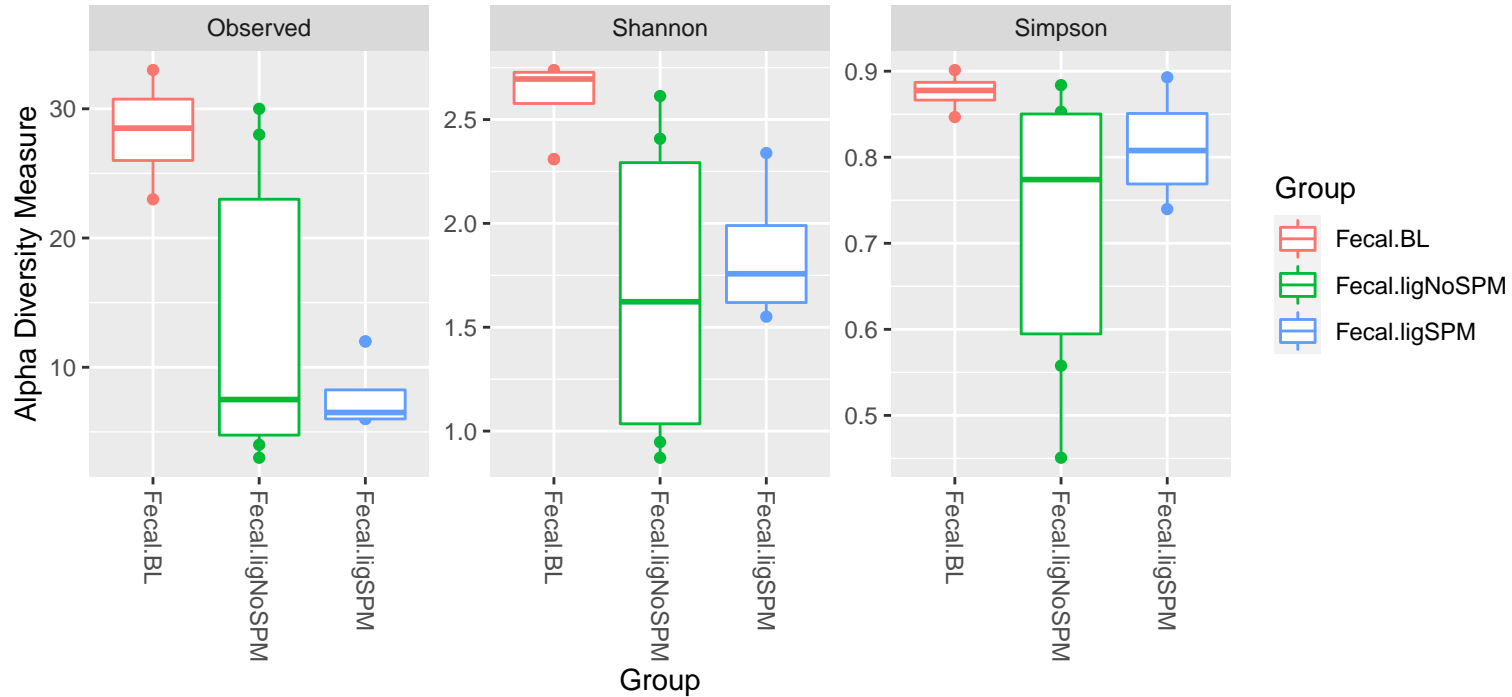 Observed
Shannon
Simpson
Alpha Diversity Measure
30
20
10
2.5
2.0
1.5
1.0
0.9
0.8
0.7
0.6
0.5
Fecal.BL
Fecal.ligNoSPM
Fecal.ligSPM
Fecal.BL
Fecal.ligNoSPM
Fecal.ligSPM
Fecal.BL
Fecal.ligNoSPM
Fecal.ligSPM
Group
Group
Fecal.BL
Fecal.ligNoSPM
Fecal.ligSPM